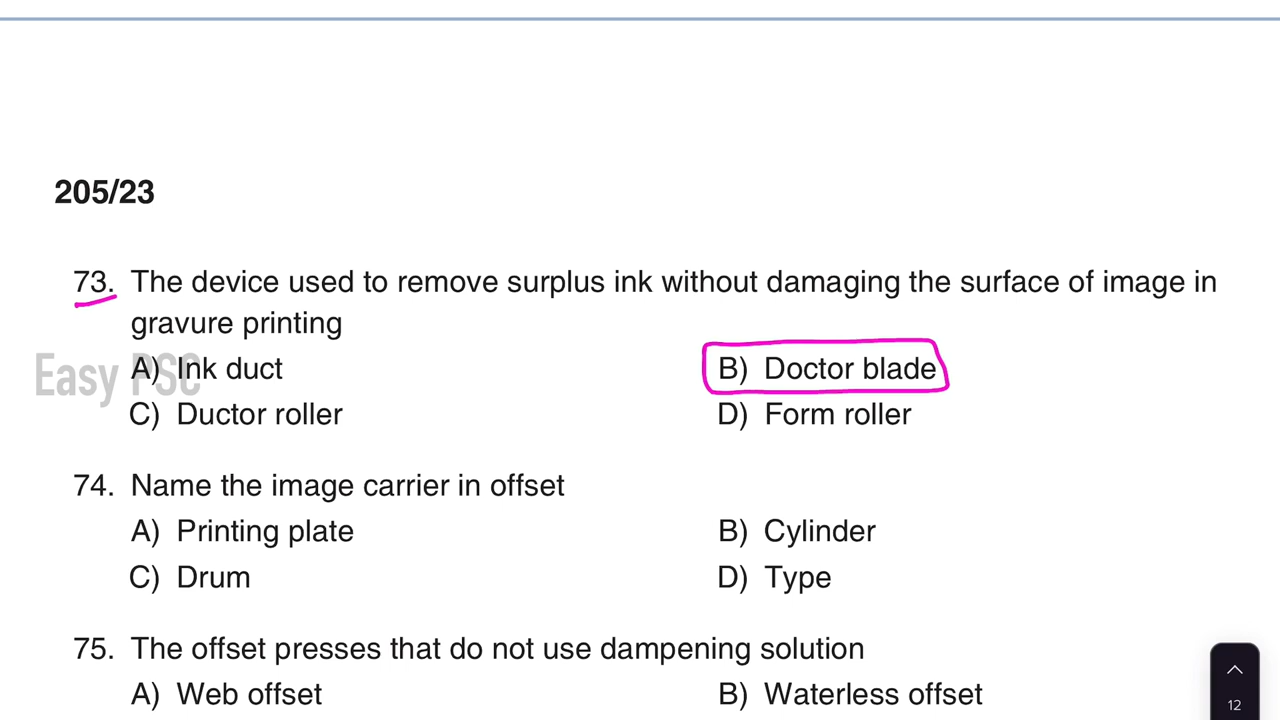 205/23
73. The device used to remove surplus ink without damaging the surface of image in
gravure printing
Easy PSC
A) Ink duct B) Doctor blade
C) Ductor roller D) Form roller
74. Name the image carrier in offset
A) Printing plate B) Cylinder
C) Drum D) Type
75. The offset presses that do not use dampening solution
A) Web offset B) Waterless offset
12